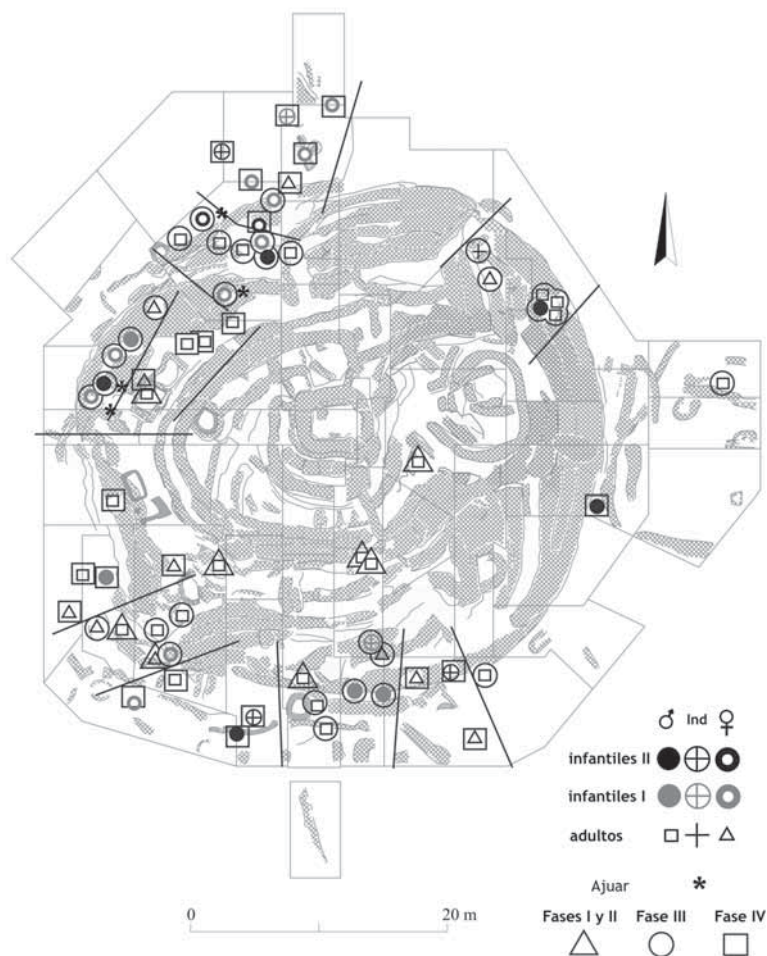 ♂ Ind ♀
infantiles II
infantiles I
adultos
Ajuar *
Fases I y II Fase III Fase IV
0 20 m